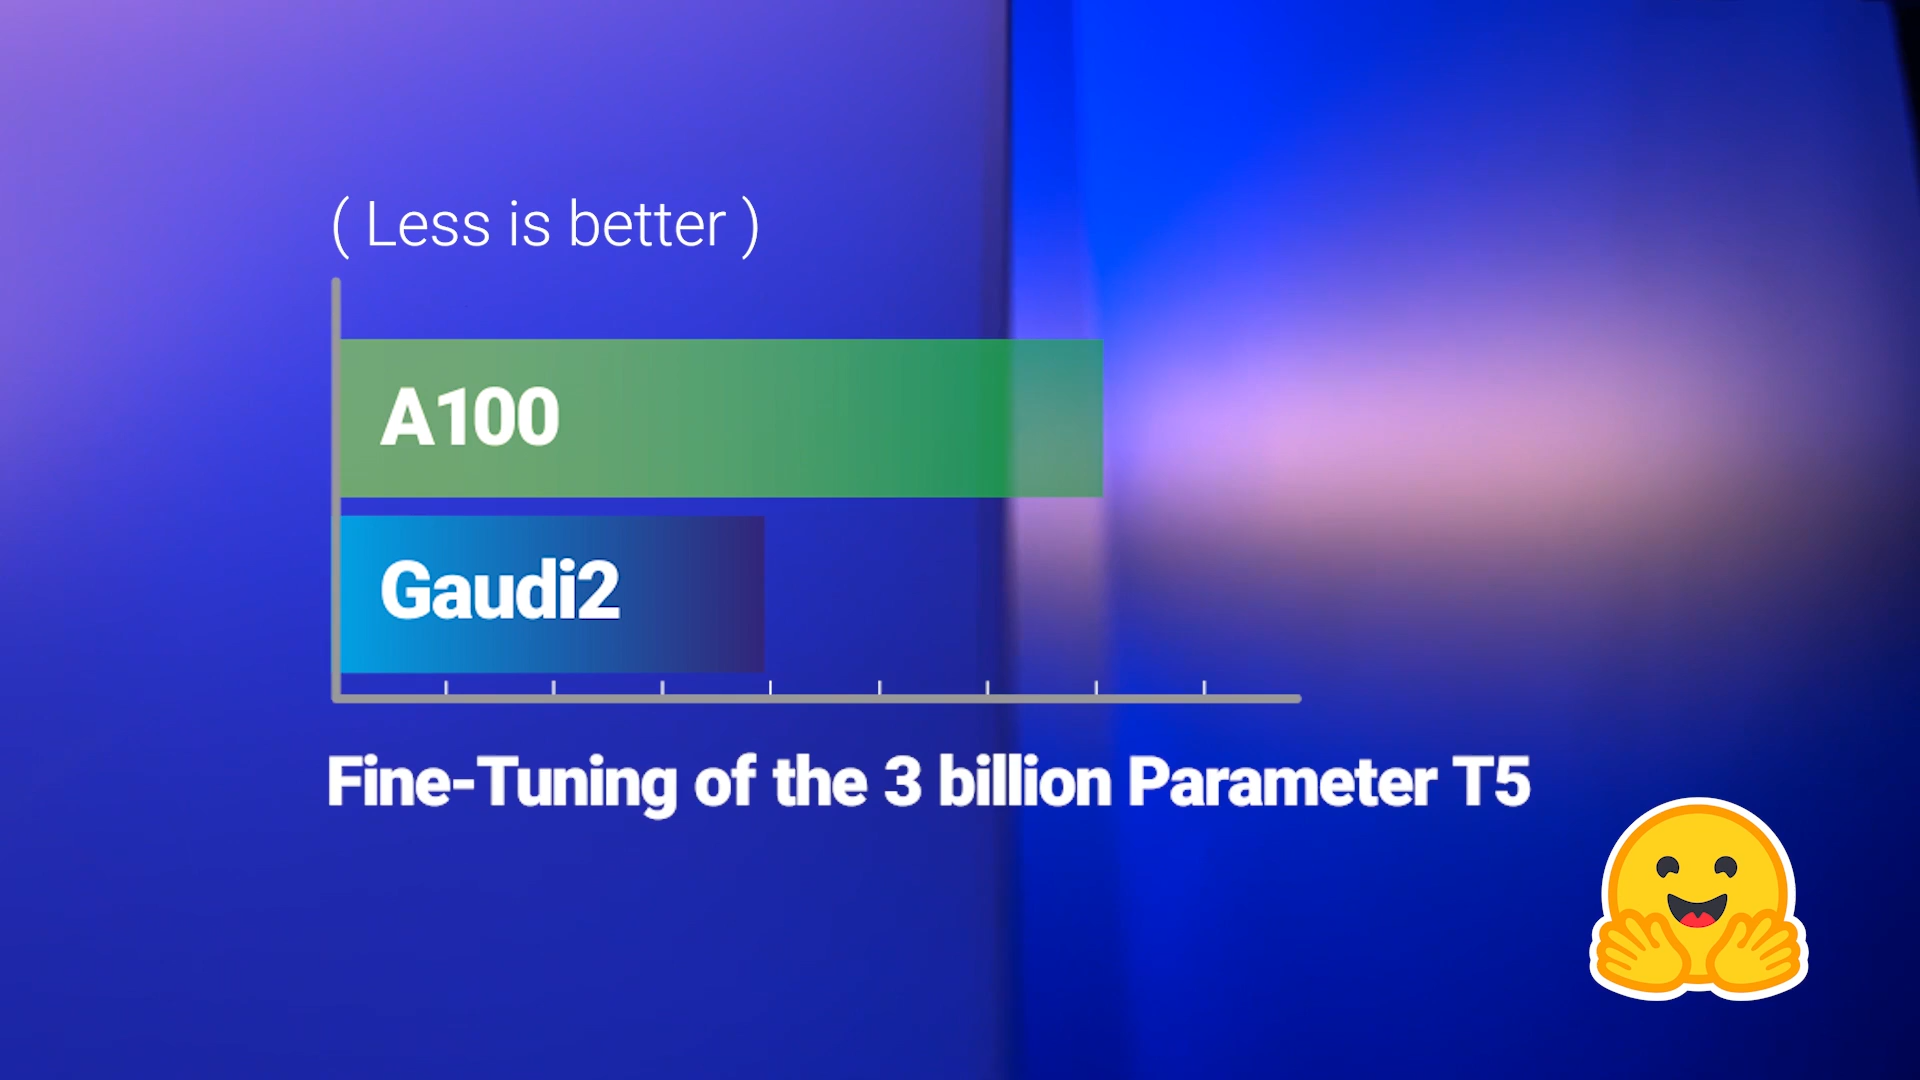 ( Less is better )
A100
Gaudi2
Fine-Tuning of the 3 billion Parameter T5